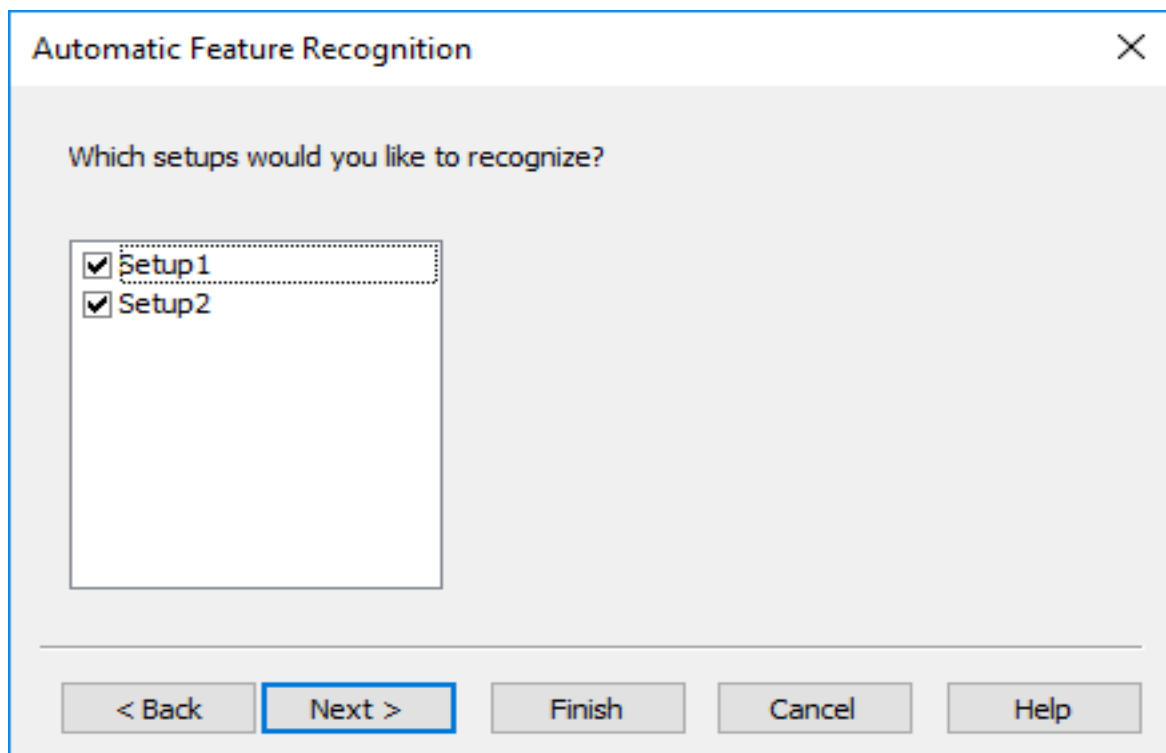 Automatic Feature Recognition
Which setups would you like to recognize?
Setup1
Setup2
< Back Next > Finish Cancel Help